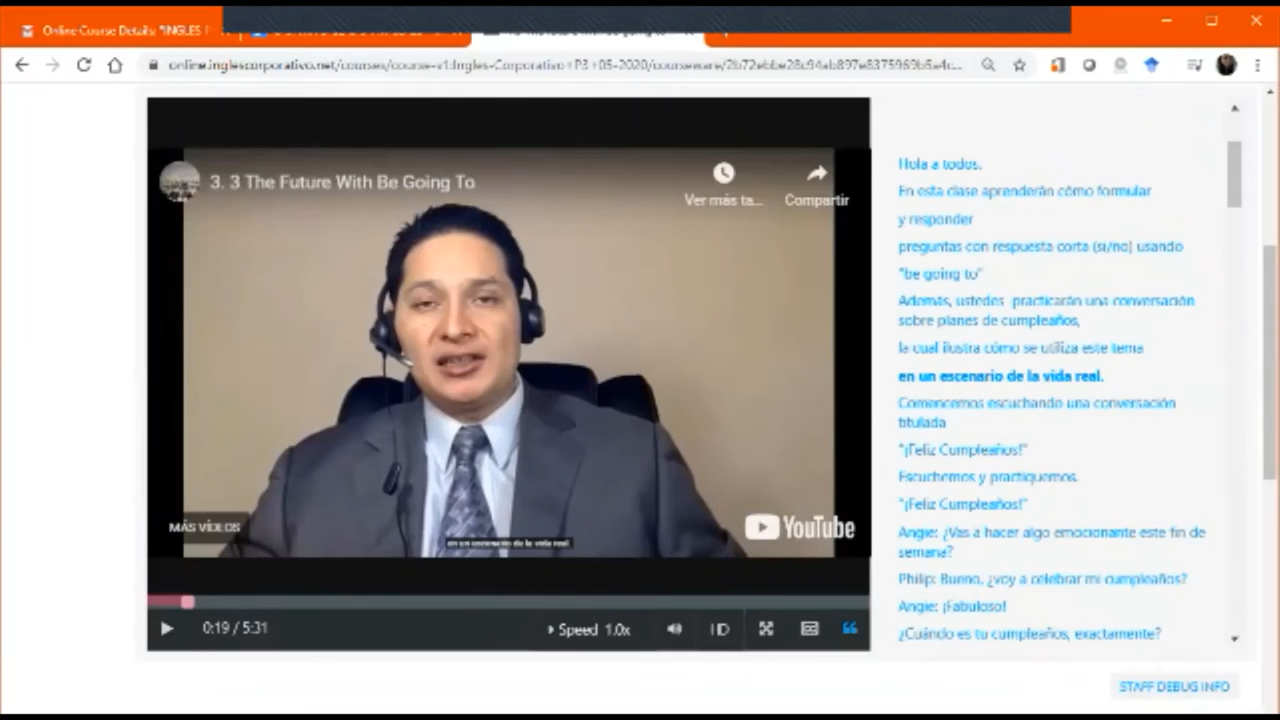 Online Course Details: "INGLES
online.inglescorporativo.net/courses/course-v1:Ingles-Corporativo+P3+05-2020/courseware/2b72ebbe28c94ab897e8375969b6a4c...
3. 3 The Future With Be Going To
Ver más ta...
Compartir
MÁS VÍDEOS
YouTube
en un escenario de la vida real.
0:19 / 5:31
Speed 1.0x
HD
Hola a todos.
En esta clase aprenderán cómo formular
y responder
preguntas con respuesta corta (si/no) usando
"be going to"
Además, ustedes practicarán una conversación
sobre planes de cumpleaños,
la cual ilustra cómo se utiliza este tema
en un escenario de la vida real.
Comencemos escuchando una conversación
titulada
"¡Feliz Cumpleaños!"
Escuchemos y practiquemos.
"¡Feliz Cumpleaños!"
Angie: ¿Vas a hacer algo emocionante este fin de
semana?
Philip: Bueno, ¿voy a celebrar mi cumpleaños?
Angie: ¡Fabuloso!
¿Cuándo es tu cumpleaños, exactamente?
STAFF DEBUG INFO